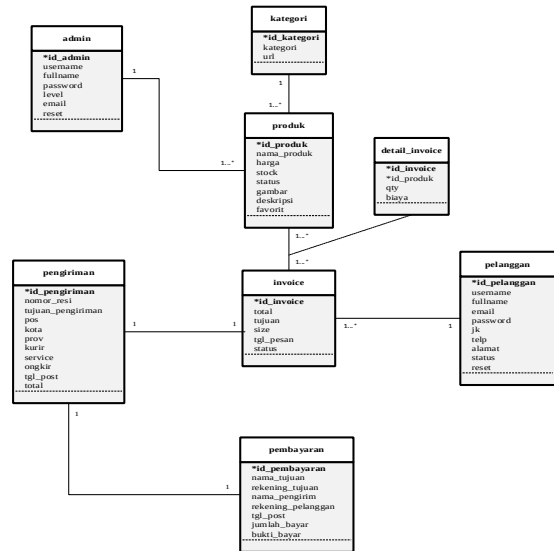 admin
*id_admin
username
fullname
password
level
email
reset
kategori
*id_kategori
kategori
url
1
1
1...*
1...*
produk
*id_produk
nama_produk
harga
stock
status
gambar
deskripsi
favorit
detail_invoice
*id_invoice
*id_produk
qty
biaya
1...*
1...*
pengiriman
*id_pengiriman
nomor_resi
tujuan_pengiriman
pos
kota
prov
kurir
service
ongkir
tgl_post
total
1
1
invoice
*id_invoice
total
tujuan
size
tgl_pesan
status
1...*
1
pelanggan
*id_pelanggan
username
fullname
email
password
jk
telp
alamat
status
reset
1
1
pembayaran
*id_pembayaran
nama_tujuan
rekening_tujuan
nama_pengirim
rekening_pelanggan
tgl_post
jumlah_bayar
bukti_bayar